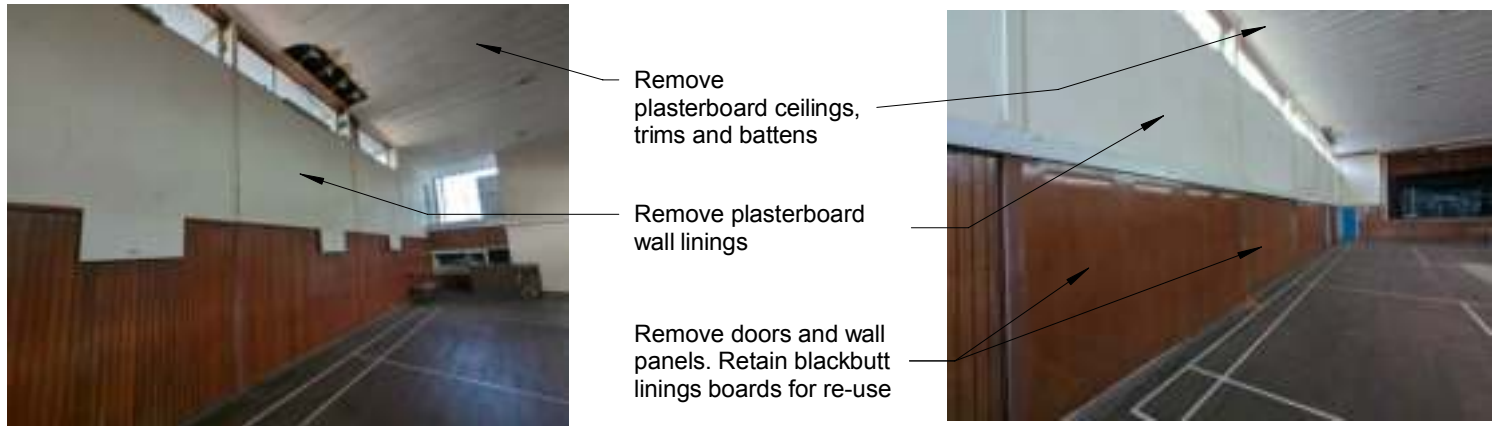 Remove
plasterboard ceilings,
trims and battens
Remove plasterboard
wall linings
Remove doors and wall
panels. Retain blackbutt
linings boards for re-use